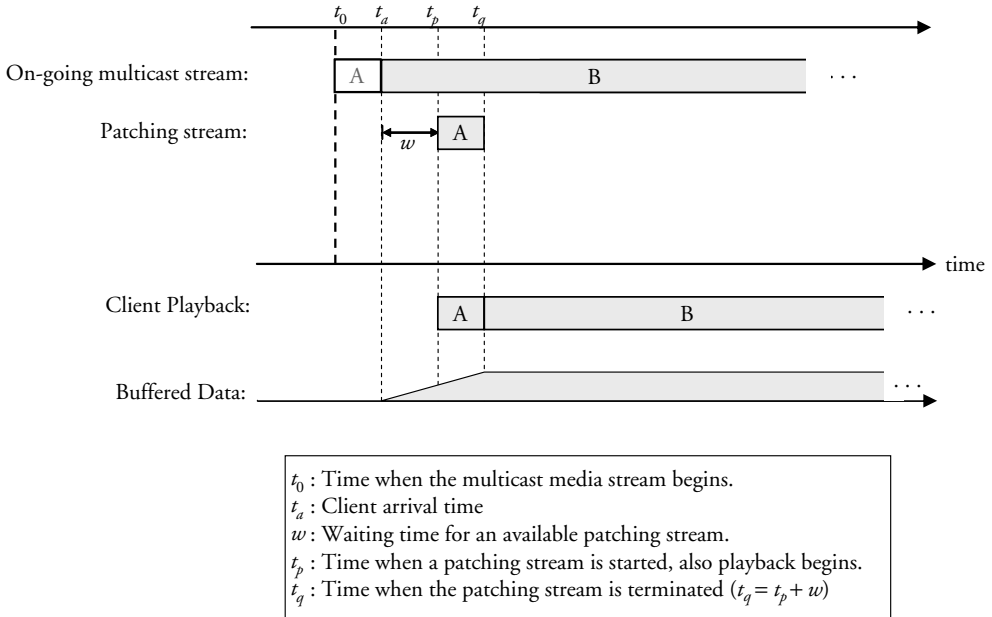 t0 ta tp tq
On-going multicast stream: A B . . .
Patching stream: w A
time
Client Playback: A B . . .
Buffered Data: . . .
t0 : Time when the multicast media stream begins.
ta : Client arrival time
w : Waiting time for an available patching stream.
tp : Time when a patching stream is started, also playback begins.
tq : Time when the patching stream is terminated (tq = tp + w)